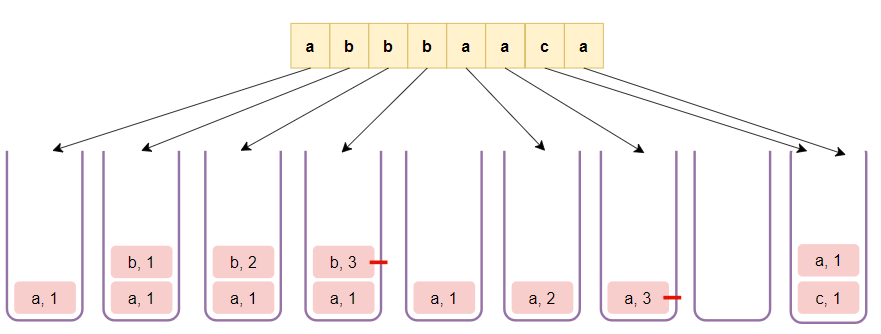 a b b b a a c a
b, 1 b, 2 b, 3 a, 1
a, 1 a, 1 a, 1 a, 1 a, 1 a, 2 a, 3 c, 1